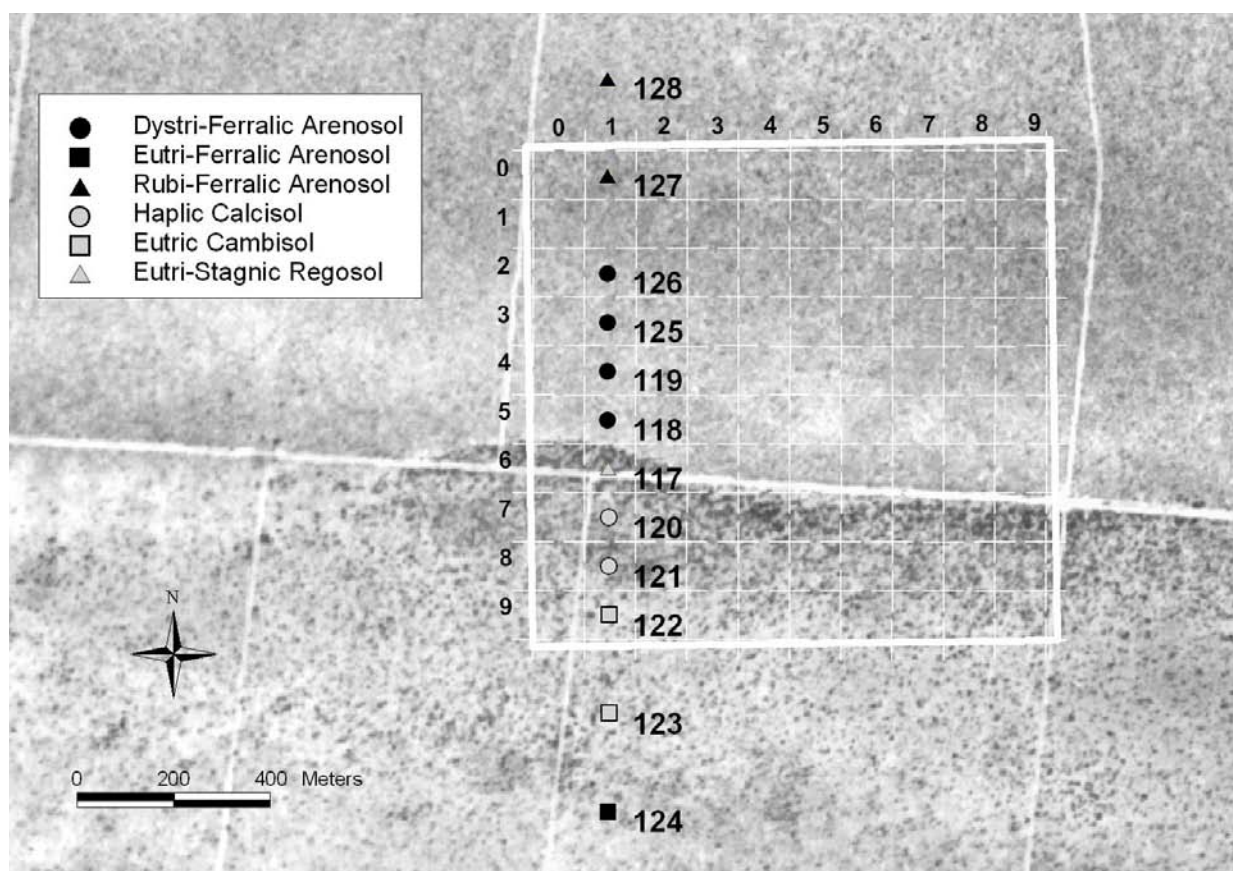 128
0 1 2 3 4 5 6 7 8 9
Dystri-Ferralic Arenosol
Eutri-Ferralic Arenosol
Rubi-Ferralic Arenosol
Haplic Calcisol
Eutric Cambisol
Eutri-Stagnic Regosol
0
127
1
2
126
3
125
4
119
5
118
6
117
7
120
8
121
9
122
N
123
0 200 400 Meters
124